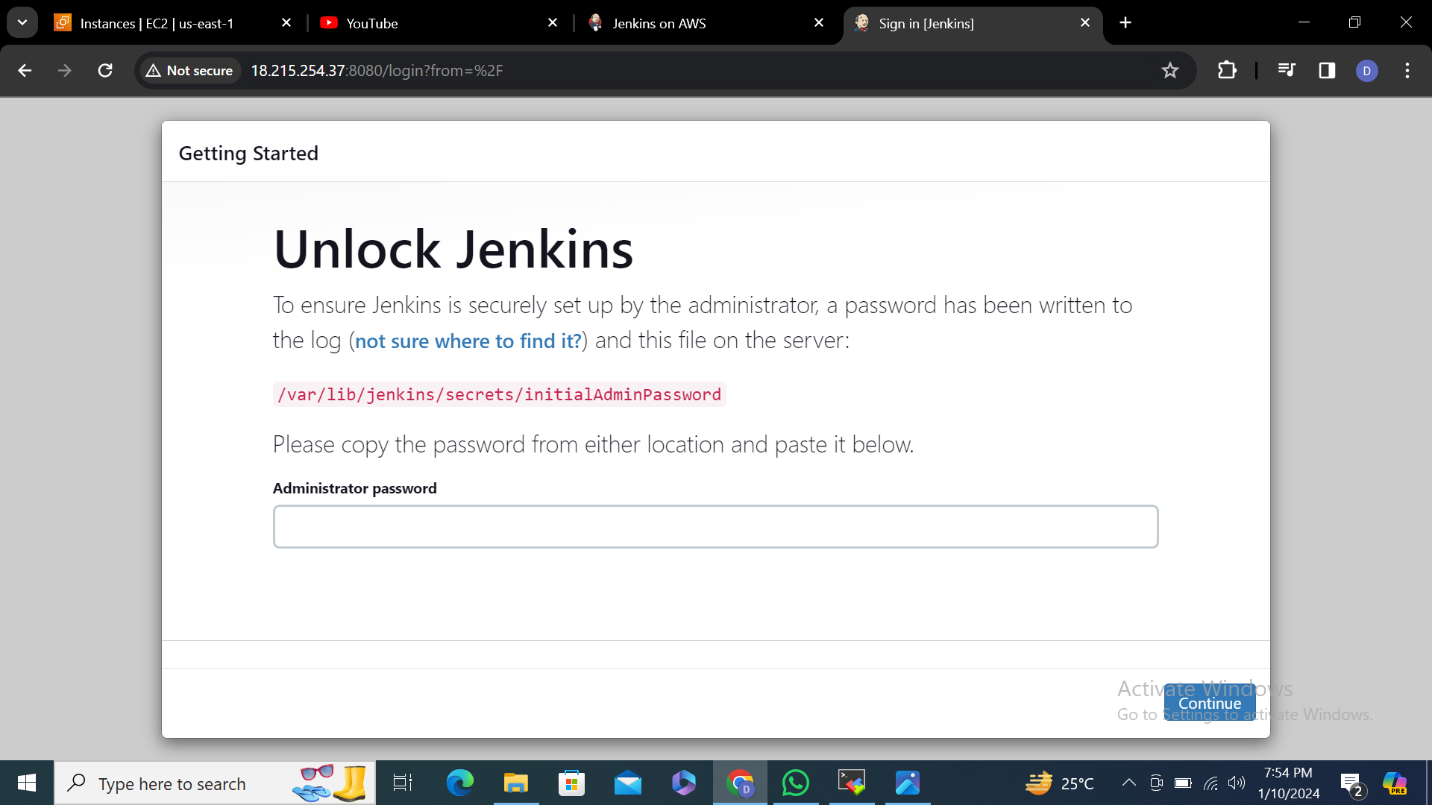 Instances | EC2 | us-east-1
YouTube
Jenkins on AWS
Sign in [Jenkins]
Not secure
18.215.254.37:8080/login?from=%2F
D
Getting Started
Unlock Jenkins
To ensure Jenkins is securely set up by the administrator, a password has been written to
the log (not sure where to find it?) and this file on the server:
/var/lib/jenkins/secrets/initialAdminPassword
Please copy the password from either location and paste it below.
Administrator password
Activate Windows
Continue
Go to Settings to activate Windows.
Type here to search
D
25°C
7:54 PM
1/10/2024
2
PRE